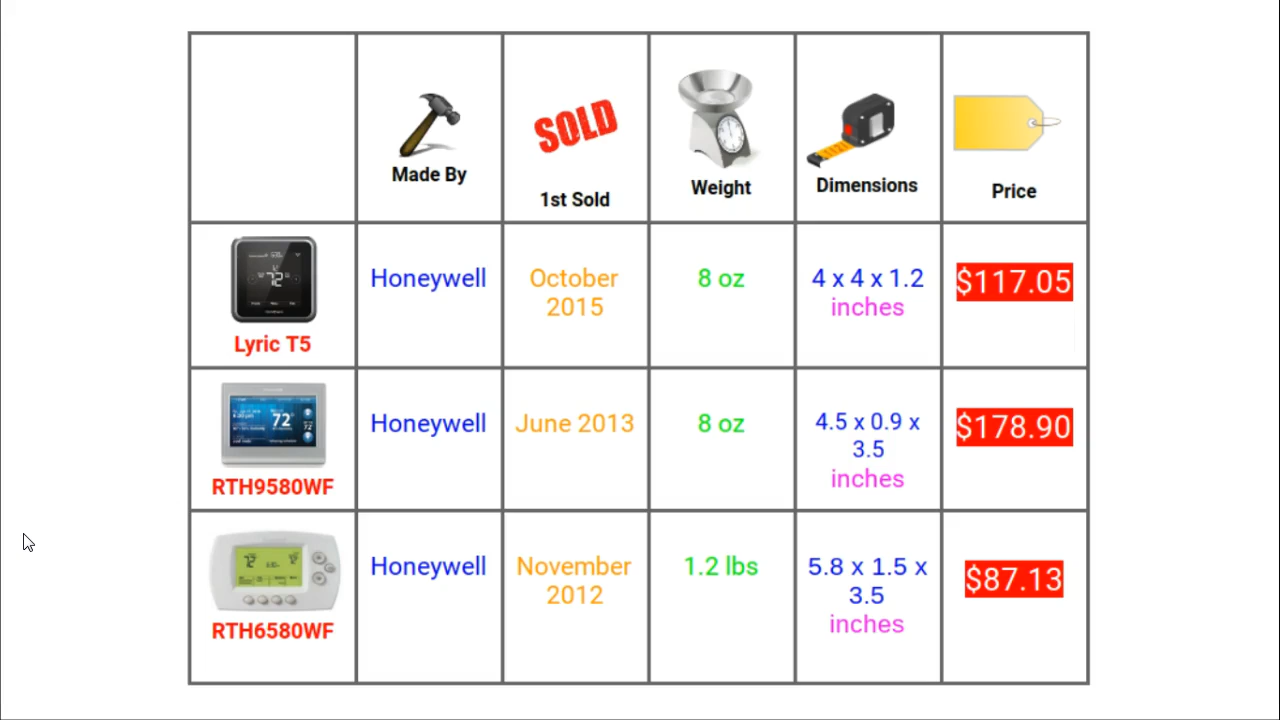 Made By
SOLD
1st Sold
Weight
Dimensions
Price
Lyric T5
Honeywell
October
2015
8 oz
4 x 4 x 1.2
inches
$117.05
RTH9580WF
Honeywell
June 2013
8 oz
4.5 x 0.9 x
3.5
inches
$178.90
RTH6580WF
Honeywell
November
2012
1.2 lbs
5.8 x 1.5 x
3.5
inches
$87.13